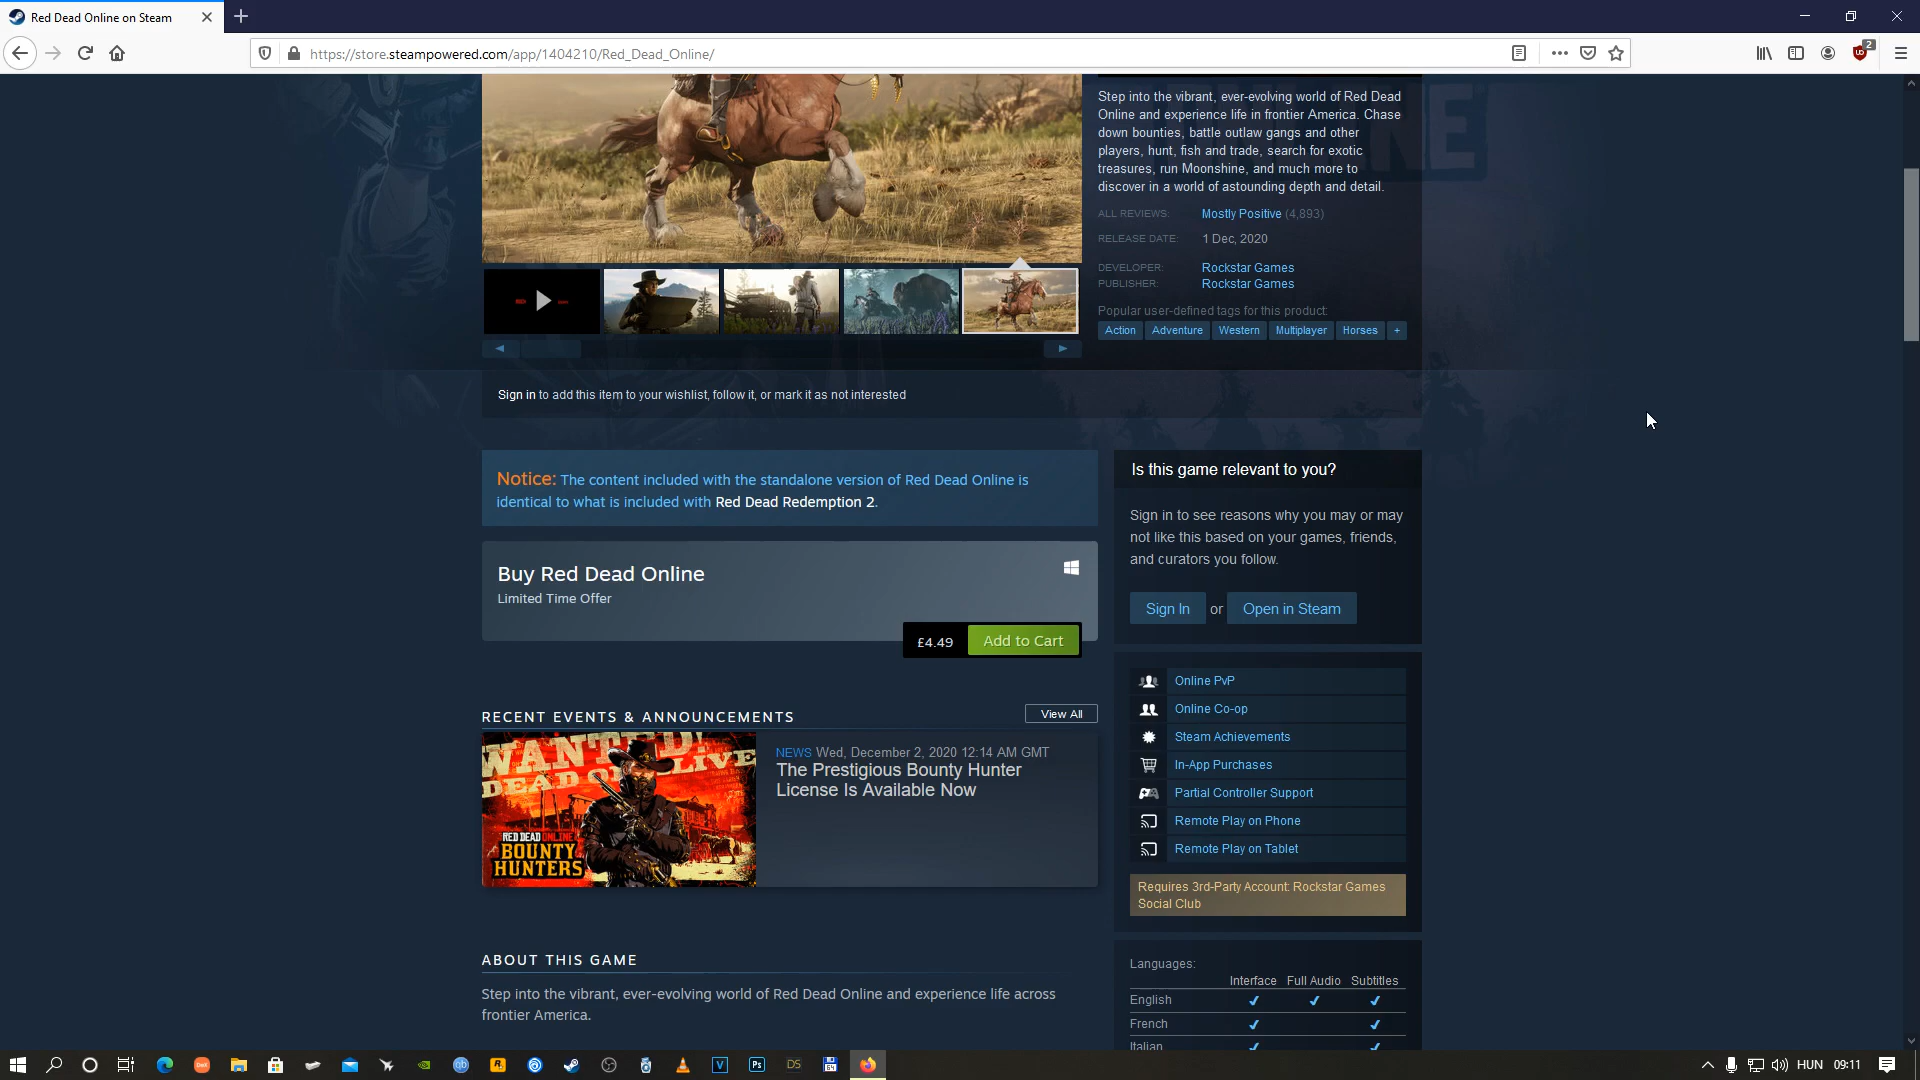 Red Dead Online on Steam
https://store.steampowered.com/app/1404210/Red_Dead_Online/
2
Step into the vibrant, ever-evolving world of Red Dead
Online and experience life in frontier America. Chase
down bounties, battle outlaw gangs and other
players, hunt, fish and trade, search for exotic
treasures, run Moonshine, and much more to
discover in a world of astounding depth and detail.
ALL REVIEWS: Mostly Positive (4,893)
RELEASE DATE: 1 Dec, 2020
DEVELOPER: Rockstar Games
PUBLISHER: Rockstar Games
Popular user-defined tags for this product:
Action Adventure Western Multiplayer Horses +
Sign in to add this item to your wishlist, follow it, or mark it as not interested
Notice: The content included with the standalone version of Red Dead Online is
identical to what is included with Red Dead Redemption 2.
Buy Red Dead Online
Limited Time Offer
£4.49 Add to Cart
RECENT EVENTS & ANNOUNCEMENTS View All
WANTED!
DEAD OR ALIVE
RED DEAD ONLINE
BOUNTY
HUNTERS
NEWS Wed, December 2, 2020 12:14 AM GMT
The Prestigious Bounty Hunter
License Is Available Now
ABOUT THIS GAME
Step into the vibrant, ever-evolving world of Red Dead Online and experience life across
frontier America.
Is this game relevant to you?
Sign in to see reasons why you may or may
not like this based on your games, friends,
and curators you follow.
Sign In or Open in Steam
Online PvP
Online Co-op
Steam Achievements
In-App Purchases
Partial Controller Support
Remote Play on Phone
Remote Play on Tablet
Requires 3rd-Party Account: Rockstar Games
Social Club
Languages:
Interface Full Audio Subtitles
English
French
Italian
HUN 09:11